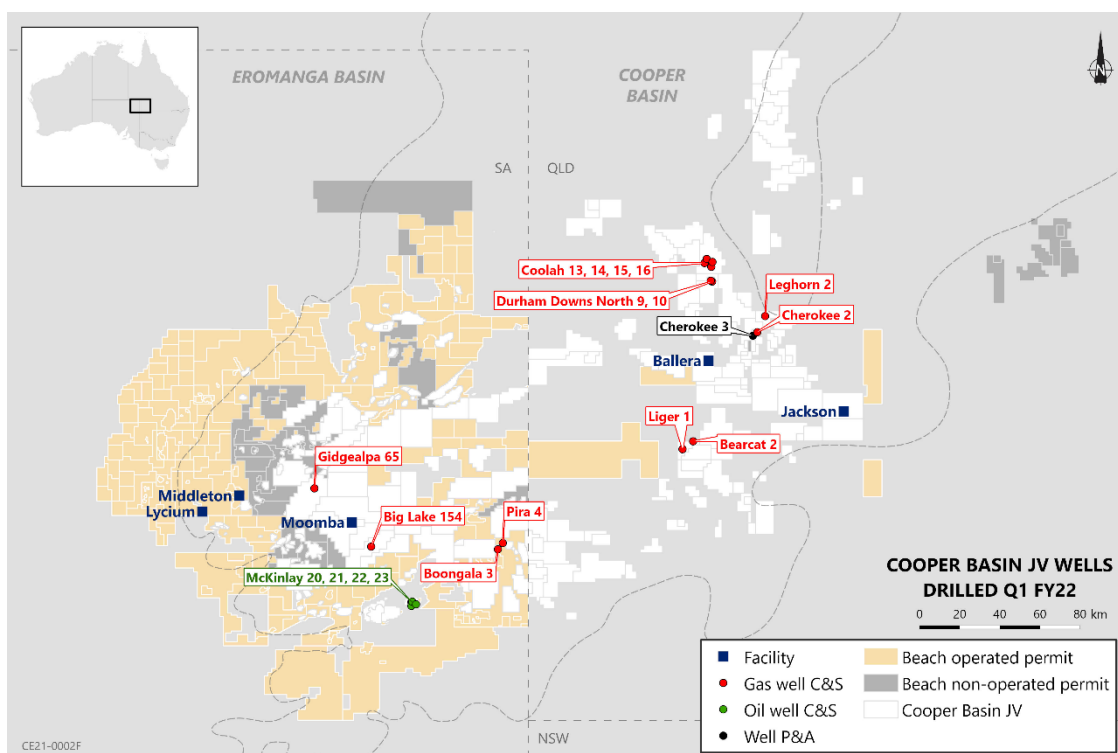 EROMANGA BASIN
COOPER
BASIN
N
SA
QLD
Coolah 13, 14, 15, 16
Durham Downs North 9, 10
Leghorn 2
Cherokee 2
Cherokee 3
Ballera
Jackson
Liger 1
Bearcat 2
Gidgealpa 65
Middleton
Lycium
Moomba
Big Lake 154
Pira 4
Boongala 3
McKinlay 20, 21, 22, 23
COOPER BASIN JV WELLS
DRILLED Q1 FY22
0 20 40 60 80 km
Facility
Gas well C&S
Oil well C&S
Well P&A
Beach operated permit
Beach non-operated permit
Cooper Basin JV
NSW
CE21-0002F